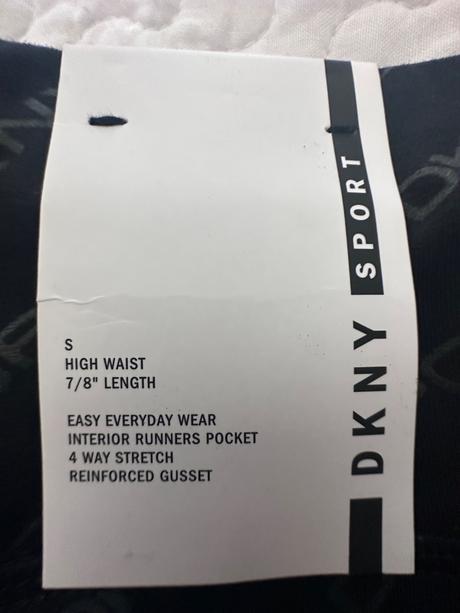 S
HIGH WAIST
7/8" LENGTH
EASY EVERYDAY WEAR
INTERIOR RUNNERS POCKET
4 WAY STRETCH
REINFORCED GUSSET
DKNY SPORT